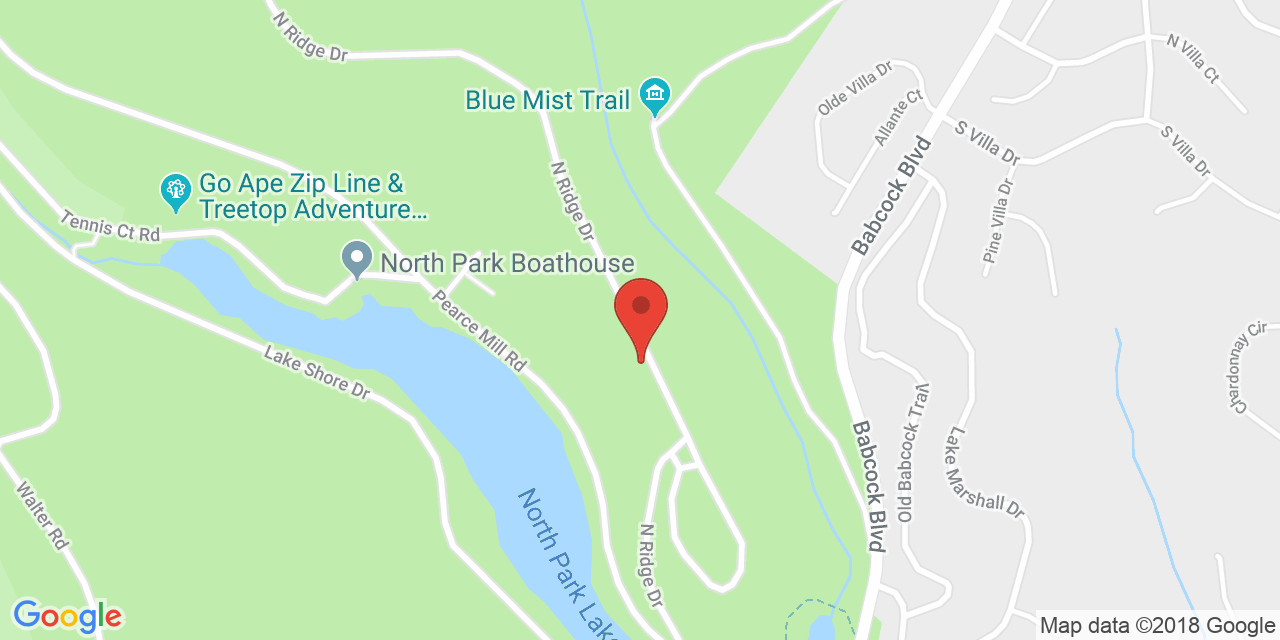 N Ridge Dr
N Villa Ct
Olde Villa Dr
Blue Mist Trail
Allante Ct
S Villa Dr
S Villa Dr
Babcock Blvd
N Ridge Dr
Go Ape Zip Line &
Treetop Adventure...
Pine Villa Dr
Tennis Ct Rd
North Park Boathouse
Pearce Mill Rd
Lake Shore Dr
Chardonnay Cir
Old Babcock Trail
Babcock Blvd
Lake Marshall Dr
Walter Rd
North Park Lake
N Ridge Dr
Google
Map data ©2018 Google